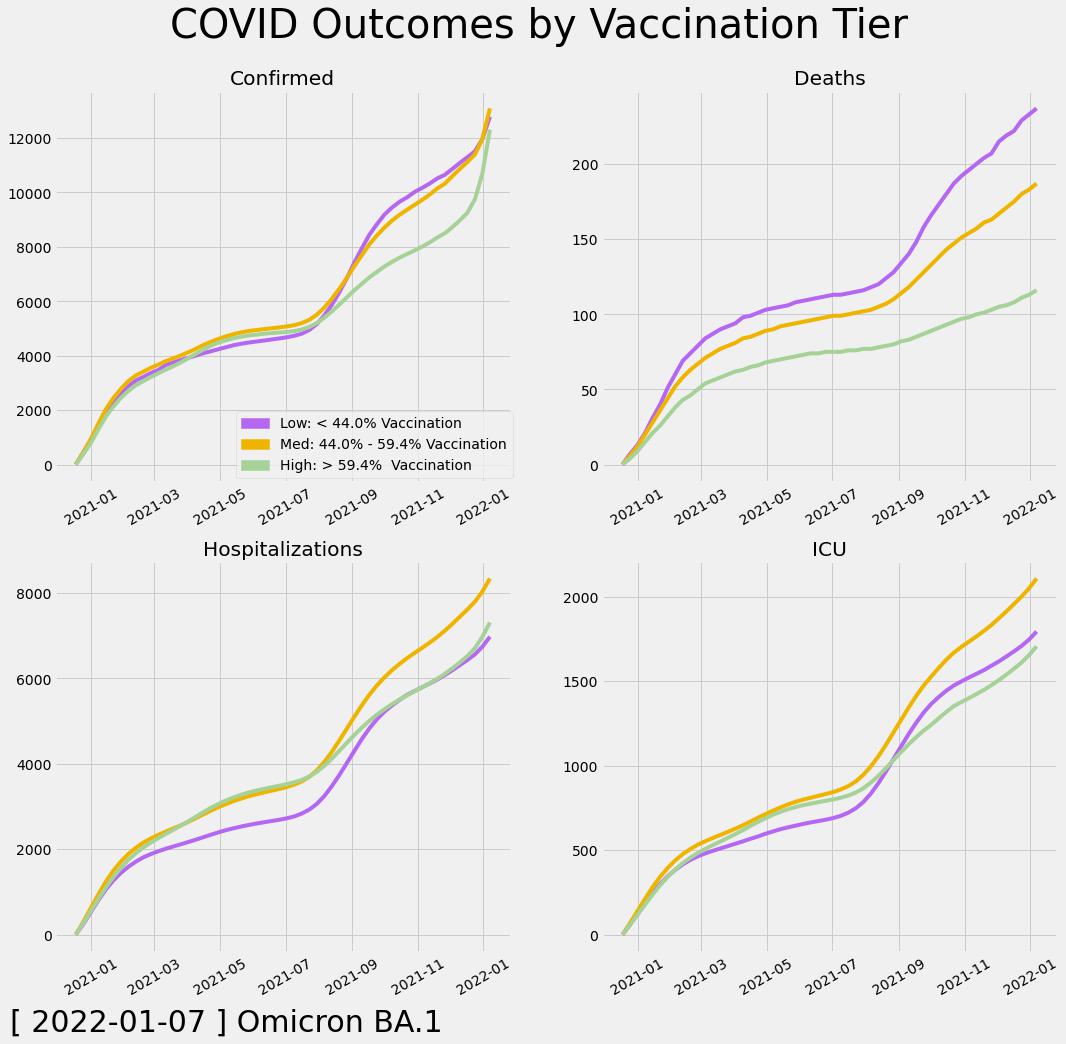 COVID Outcomes by Vaccination Tier
Confirmed
12000
10000
8000
6000
4000
2000
0
Low: < 44.0% Vaccination
Med: 44.0% - 59.4% Vaccination
High: > 59.4%  Vaccination
2021-01 2021-03 2021-05 2021-07 2021-09 2021-11 2022-01
Deaths
200
150
100
50
0
2021-01 2021-03 2021-05 2021-07 2021-09 2021-11 2022-01
Hospitalizations
8000
6000
4000
2000
0
2021-01 2021-03 2021-05 2021-07 2021-09 2021-11 2022-01
ICU
2000
1500
1000
500
0
2021-01 2021-03 2021-05 2021-07 2021-09 2021-11 2022-01
[ 2022-01-07 ] Omicron BA.1